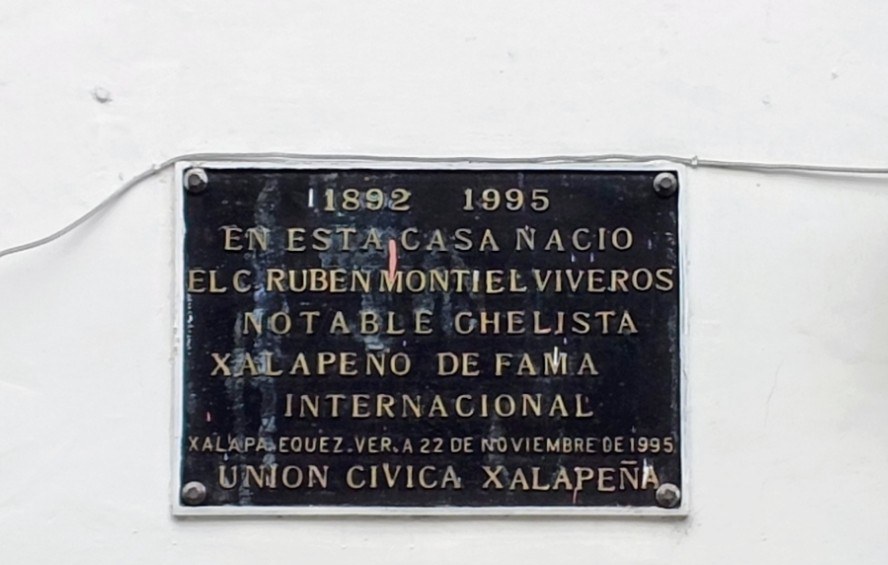 1892 1995
EN ESTA CASA NACIO
EL C. RUBEN MONTIEL VIVEROS
NOTABLE CHELISTA
XALAPENO DE FAMA
INTERNACIONAL
XALAPA. EQUEZ. VER. A 22 DE NOVIEMBRE DE 1995
UNION CIVICA XALAPEÑA